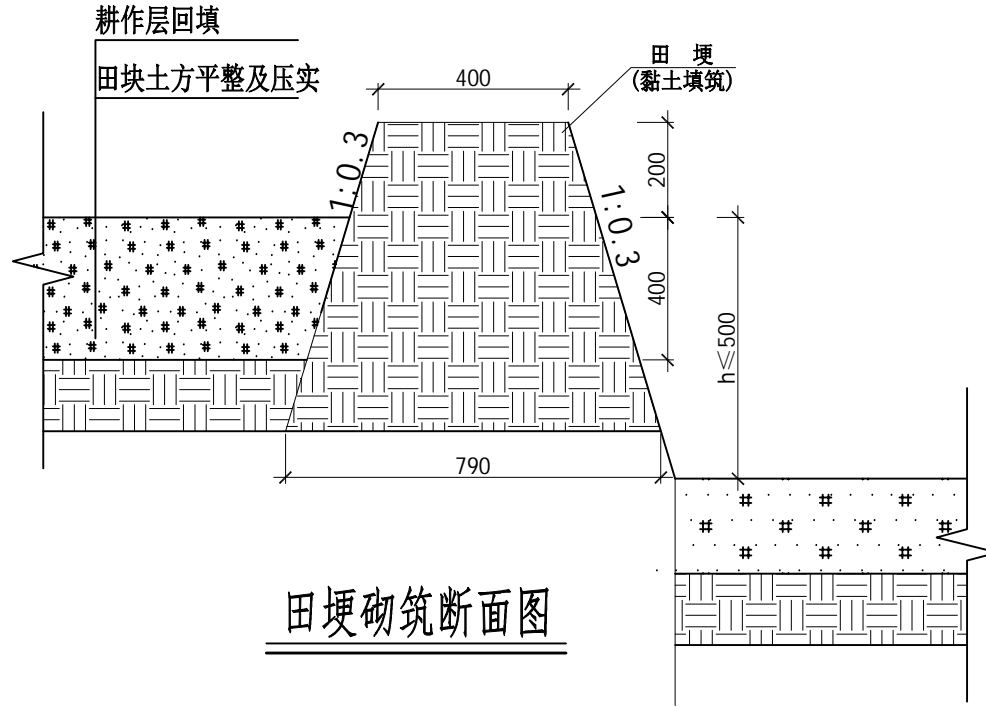 耕作层回填
田块土方平整及压实
400
田 埂
(黏土填筑)
1:0.3
1:0.3
200
400
h≤500
790
田埂砌筑断面图